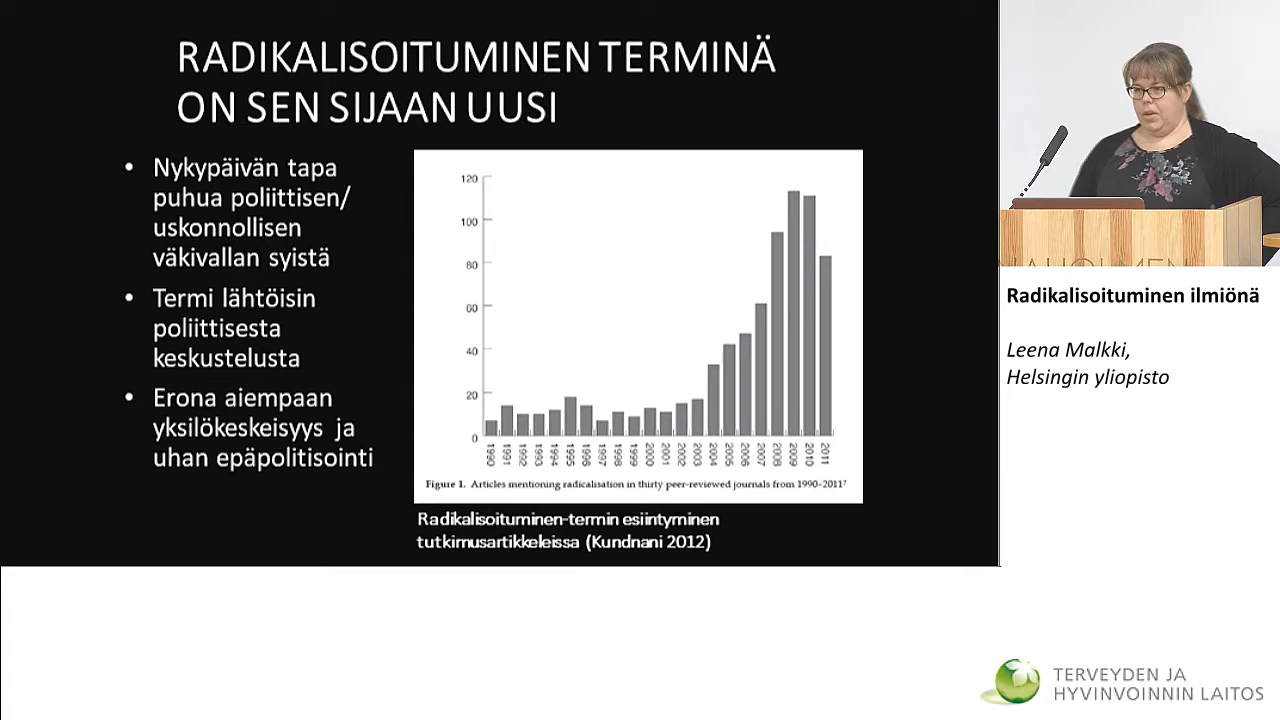 RADIKALISOITUMINEN TERMINÄ
ON SEN SIJAAN UUSI
• Nykypäivän tapa
puhua poliittisen/
uskonnollisen
väkivallan syistä
• Termi lähtöisin
poliittisesta
keskustelusta
• Erona aiempaan
yksilökeskeisyys ja
uhan epäpolitisointi
120
100
80
60
40
20
0
1990 1991 1992 1993 1994 1995 1996 1997 1998 1999 2000 2001 2002 2003 2004 2005 2006 2007 2008 2009 2010 2011
Figure 1. Articles mentioning radicalisation in thirty peer-reviewed journals from 1990–2011⁷
Radikalisoituminen-termin esiintyminen
tutkimusartikkeleissa (Kundnani 2012)
Radikalisoituminen ilmiönä
Leena Malkki,
Helsingin yliopisto
TERVEYDEN JA
HYVINVOINNIN LAITOS